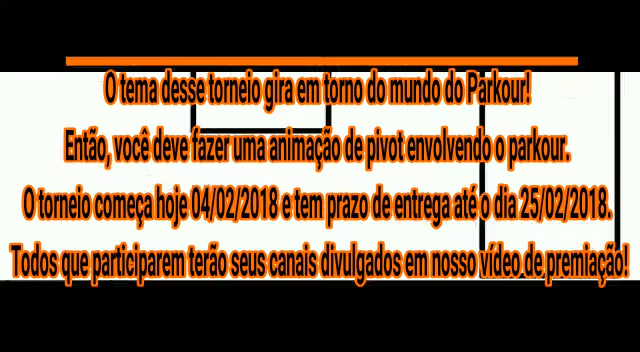 O tema desse torneio gira em torno do mundo do Parkour!
Então, você deve fazer uma animação de pivot envolvendo o parkour.
O torneio começa hoje 04/02/2018 e tem prazo de entrega até o dia 25/02/2018.
Todos que participarem terão seus canais divulgados em nosso vídeo de premiação!